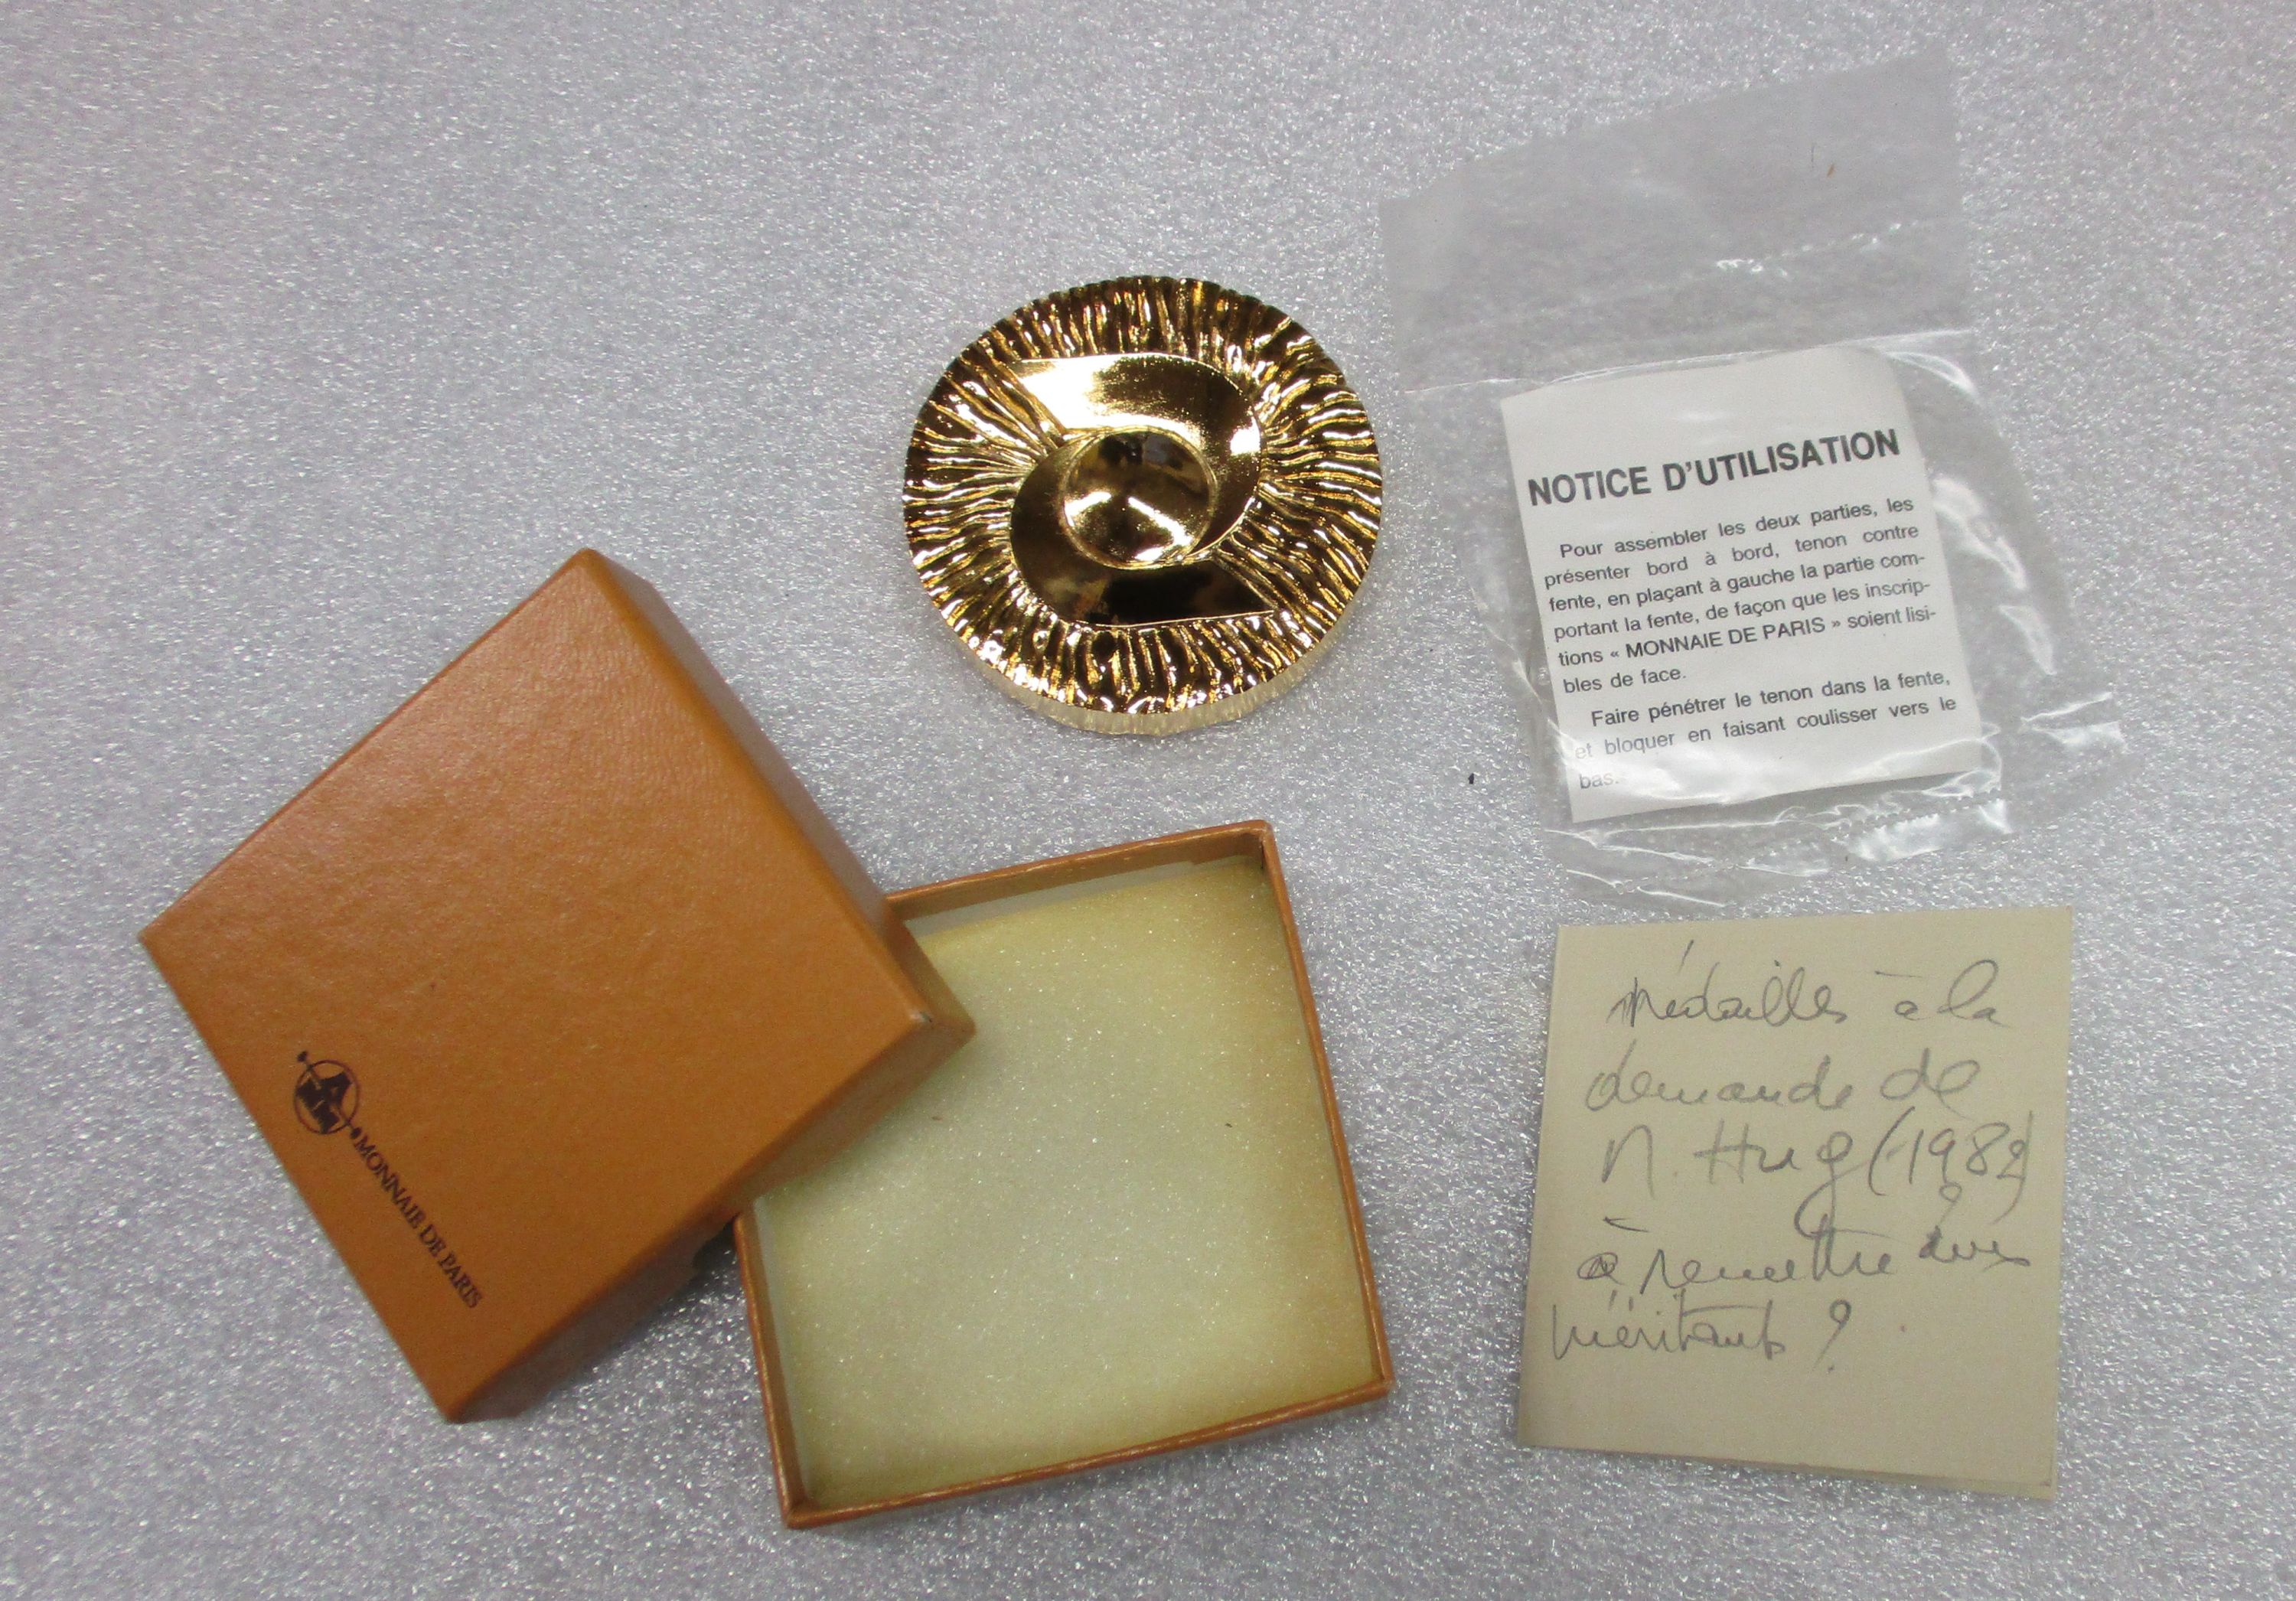 NOTICE D'UTILISATION
Pour assembler les deux parties, les
présenter bord à bord, tenon contre
fente, en plaçant à gauche la partie com-
portant la fente, de façon que les inscrip-
tions « MONNAIE DE PARIS » soient lisi-
bles de face.
Faire pénétrer le tenon dans la fente,
et bloquer en faisant coulisser vers le
bas.
MONNAIE DE PARIS
Médailles à la
demande de
M. Hug (1982)
à remettre aux
méritants ?